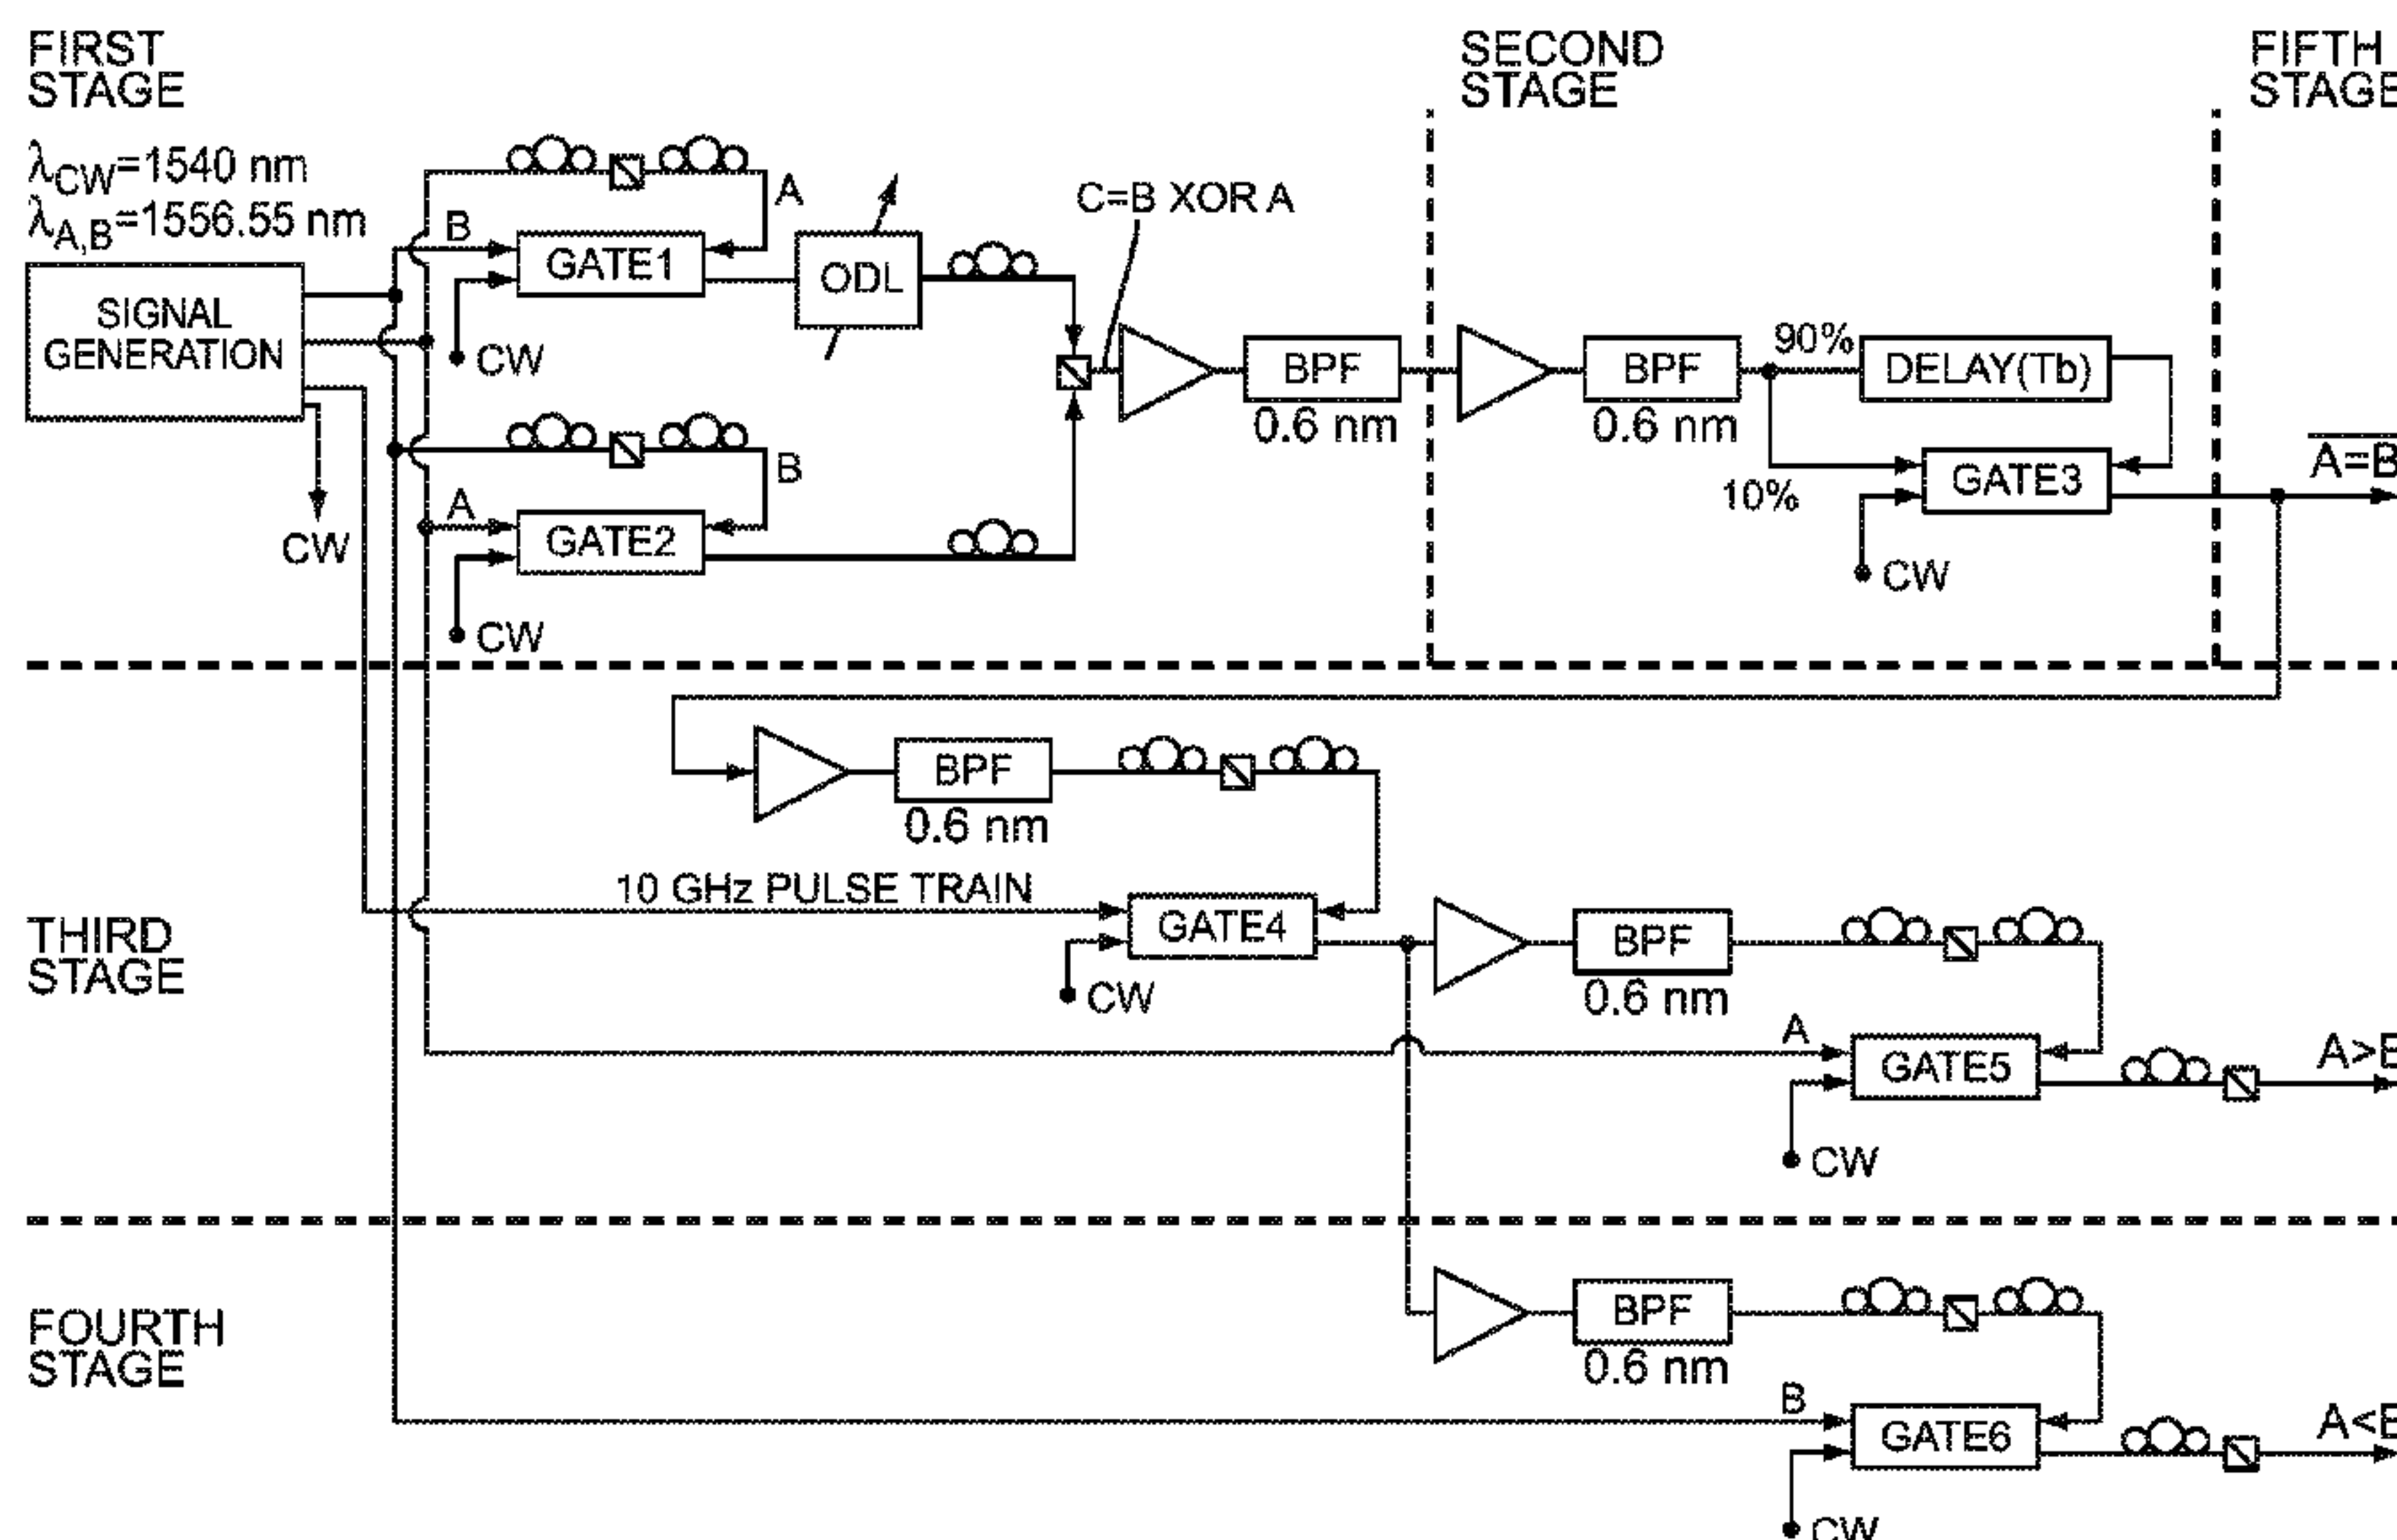 FIRST
STAGE
SECOND
STAGE
FIFTH
STAGE
λCW=1540 nm
λA,B=1556.55 nm
A
B
GATE1
ODL
C=B XOR A
SIGNAL
GENERATION
CW
BPF
0.6 nm
BPF
0.6 nm
90%
DELAY(Tb)
10%
GATE3
A=B
CW
B
A
GATE2
CW
CW
BPF
0.6 nm
10 GHz PULSE TRAIN
GATE4
CW
THIRD
STAGE
BPF
0.6 nm
A
GATE5
A>B
CW
FOURTH
STAGE
BPF
0.6 nm
B
GATE6
A<B
CW